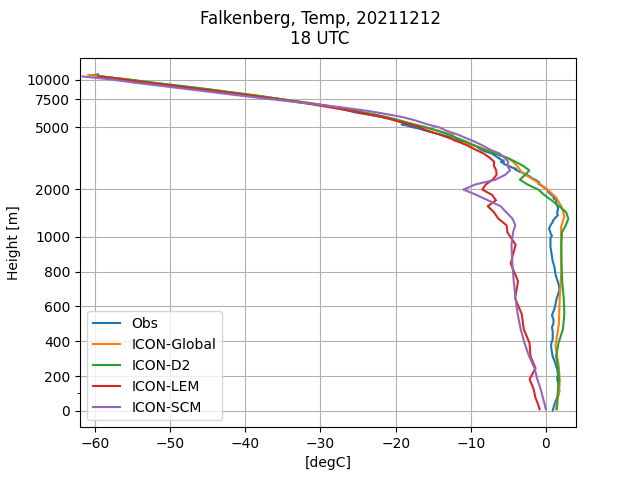 Falkenberg, Temp, 20211212
18 UTC
Height [m]
10000
7500
5000
2000
1000
800
600
400
200
0
Obs
ICON-Global
ICON-D2
ICON-LEM
ICON-SCM
−60 −50 −40 −30 −20 −10 0
[degC]